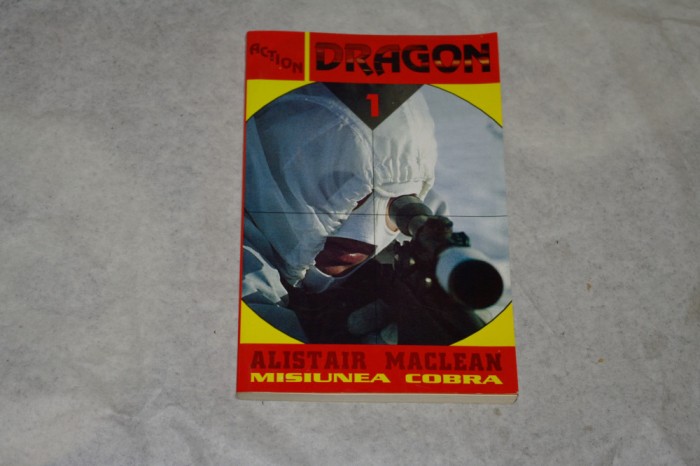 ACTION
DRAGON
1
ALISTAIR MACLEAN
MISIUNEA COBRA